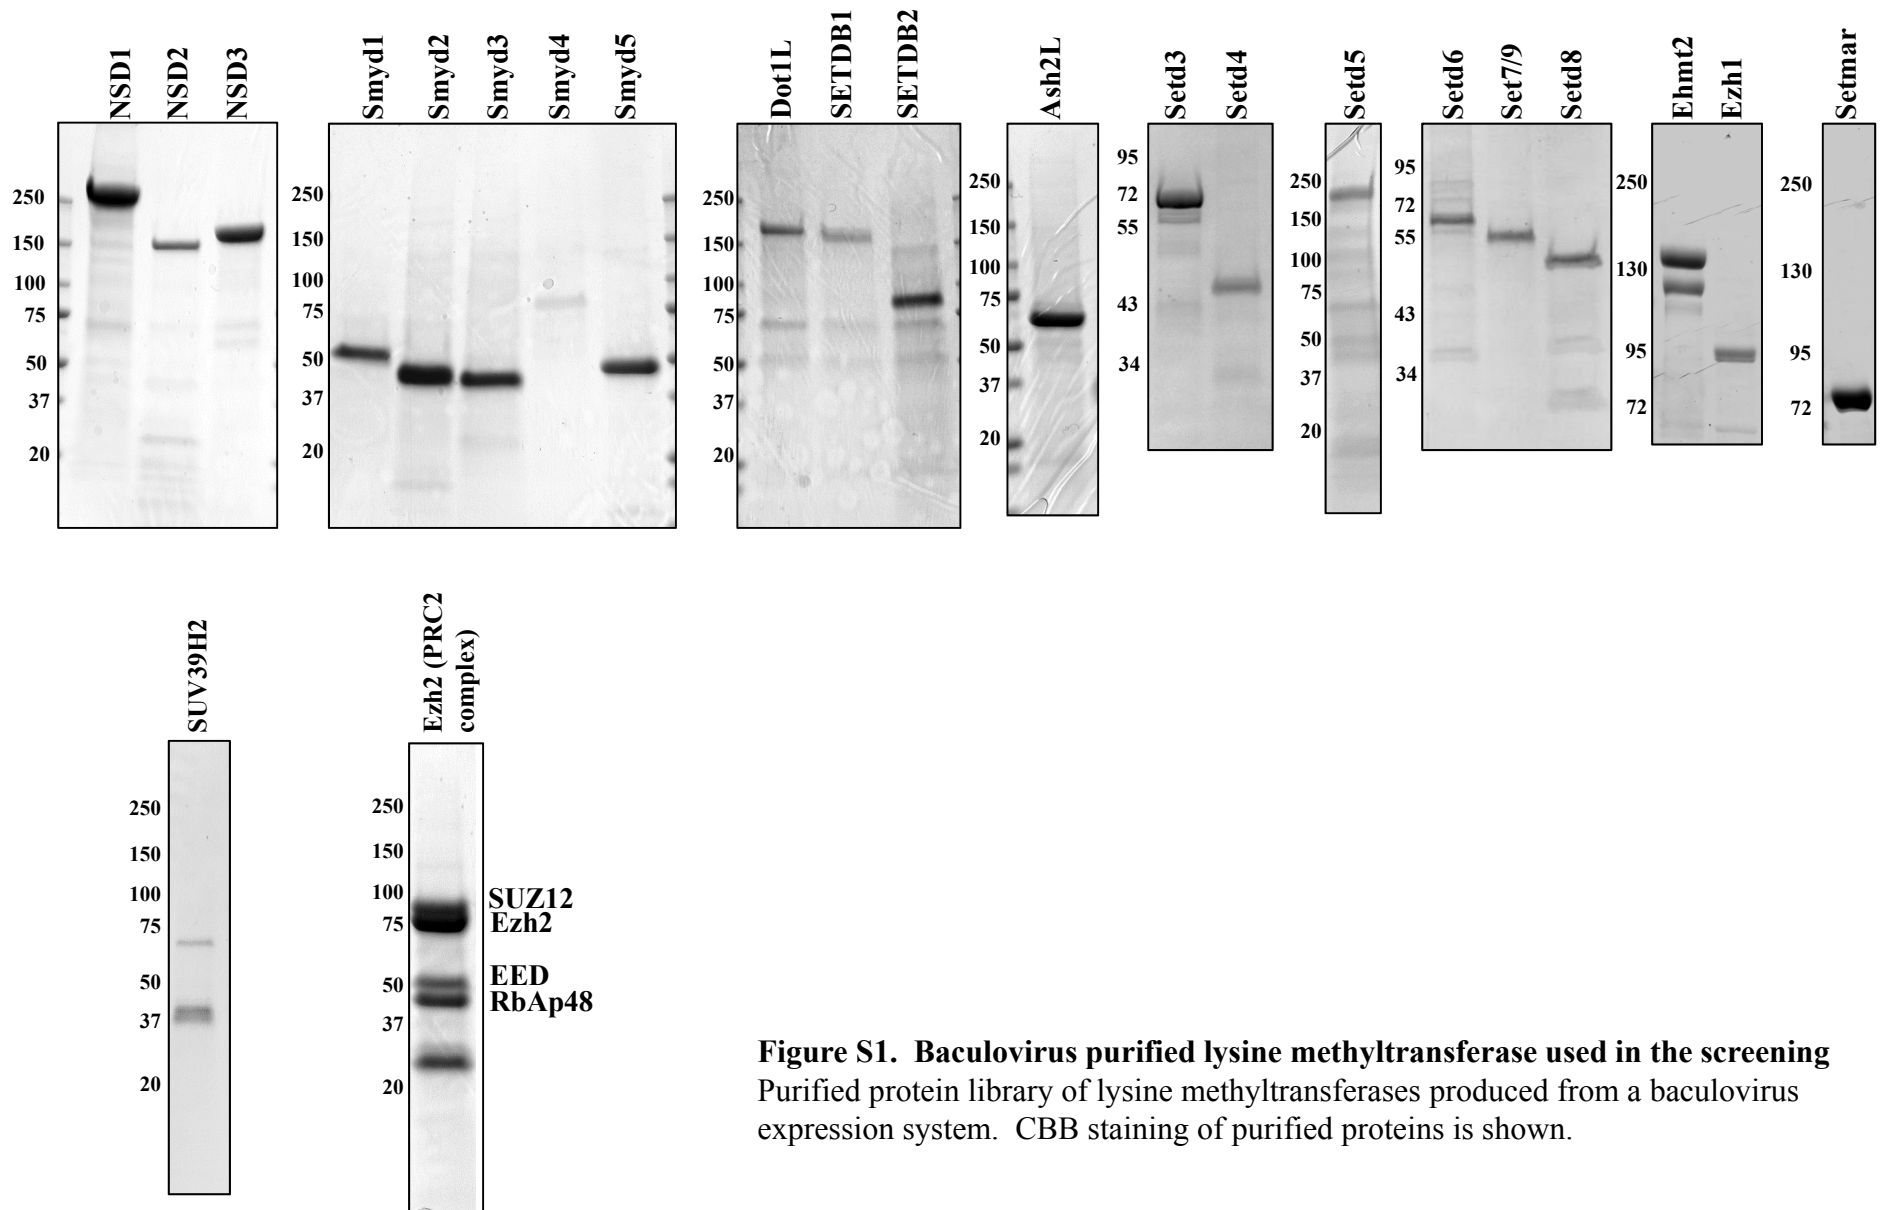 NSD1
NSD2
NSD3
250
150
100
75
50
37
20
Smyd1
Smyd2
Smyd3
Smyd4
Smyd5
250
150
100
75
50
37
20
Dot1L
SETDB1
SETDB2
250
150
100
75
50
37
20
Ash2L
250
150
100
75
50
37
20
Setd3
Setd4
95
72
55
43
34
Setd5
250
150
100
75
50
37
20
Setd6
Set7/9
Setd8
95
72
55
43
34
Ehmt2
Ezh1
250
130
95
72
Setmar
250
130
95
72
SUV39H2
250
150
100
75
50
37
20
Ezh2 (PRC2
complex)
250
150
100
75
50
37
20
SUZ12
Ezh2
EED
RbAp48
Figure S1.  Baculovirus purified lysine methyltransferase used in the screening
Purified protein library of lysine methyltransferases produced from a baculovirus
expression system.  CBB staining of purified proteins is shown.